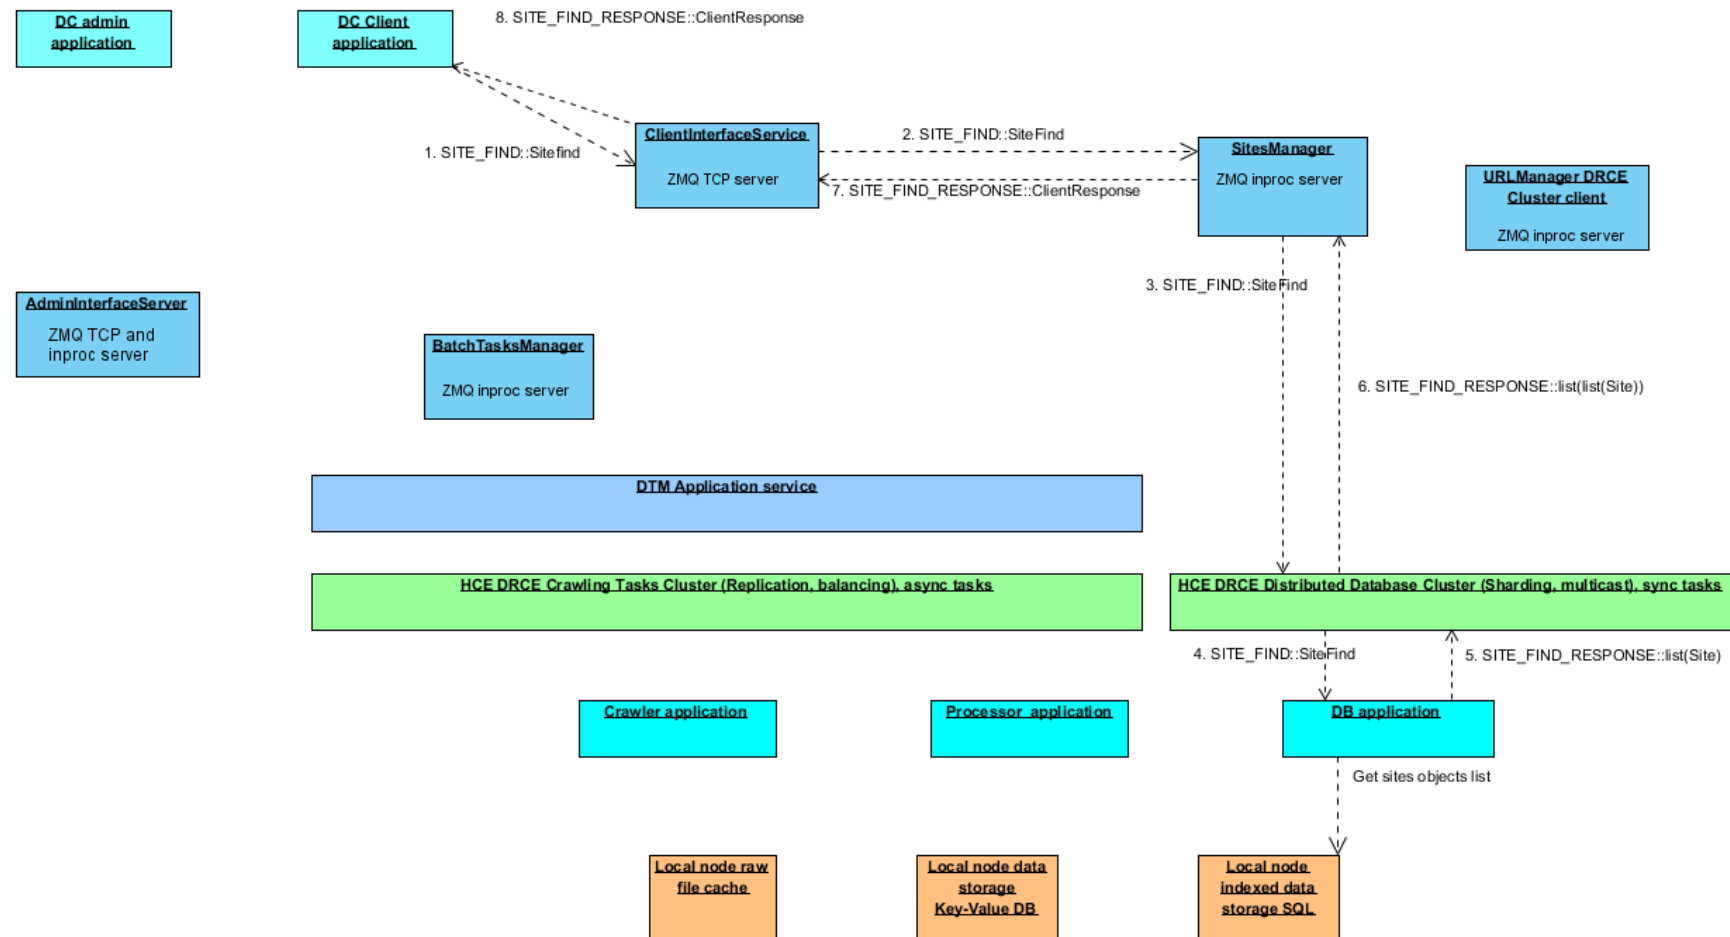 DC admin
application
DC Client
application
8. SITE_FIND_RESPONSE::ClientResponse
1. SITE_FIND::Sitefind
ClientInterfaceService
ZMQ TCP server
2. SITE_FIND::SiteFind
7. SITE_FIND_RESPONSE::ClientResponse
SitesManager
ZMQ inproc server
URLManager DRCE
Cluster client
ZMQ inproc server
3. SITE_FIND::SiteFind
AdminInterfaceServer
ZMQ TCP and
inproc server
BatchTasksManager
ZMQ inproc server
6. SITE_FIND_RESPONSE::list(list(Site))
DTM Application service
HCE DRCE Crawling Tasks Cluster (Replication, balancing), async tasks
HCE DRCE Distributed Database Cluster (Sharding, multicast), sync tasks
4. SITE_FIND::SiteFind
5. SITE_FIND_RESPONSE::list(Site)
Crawler application
Processor application
DB application
Get sites objects list
Local node raw
file cache
Local node data
storage
Key-Value DB
Local node
indexed data
storage SQL